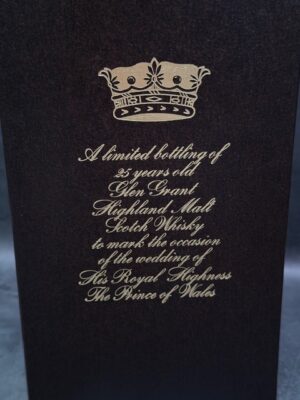 A limited bottling of
25 years old
Glen Grant
Highland Malt
Scotch Whisky
to mark the occasion
of the wedding of
His Royal Highness
The Prince of Wales